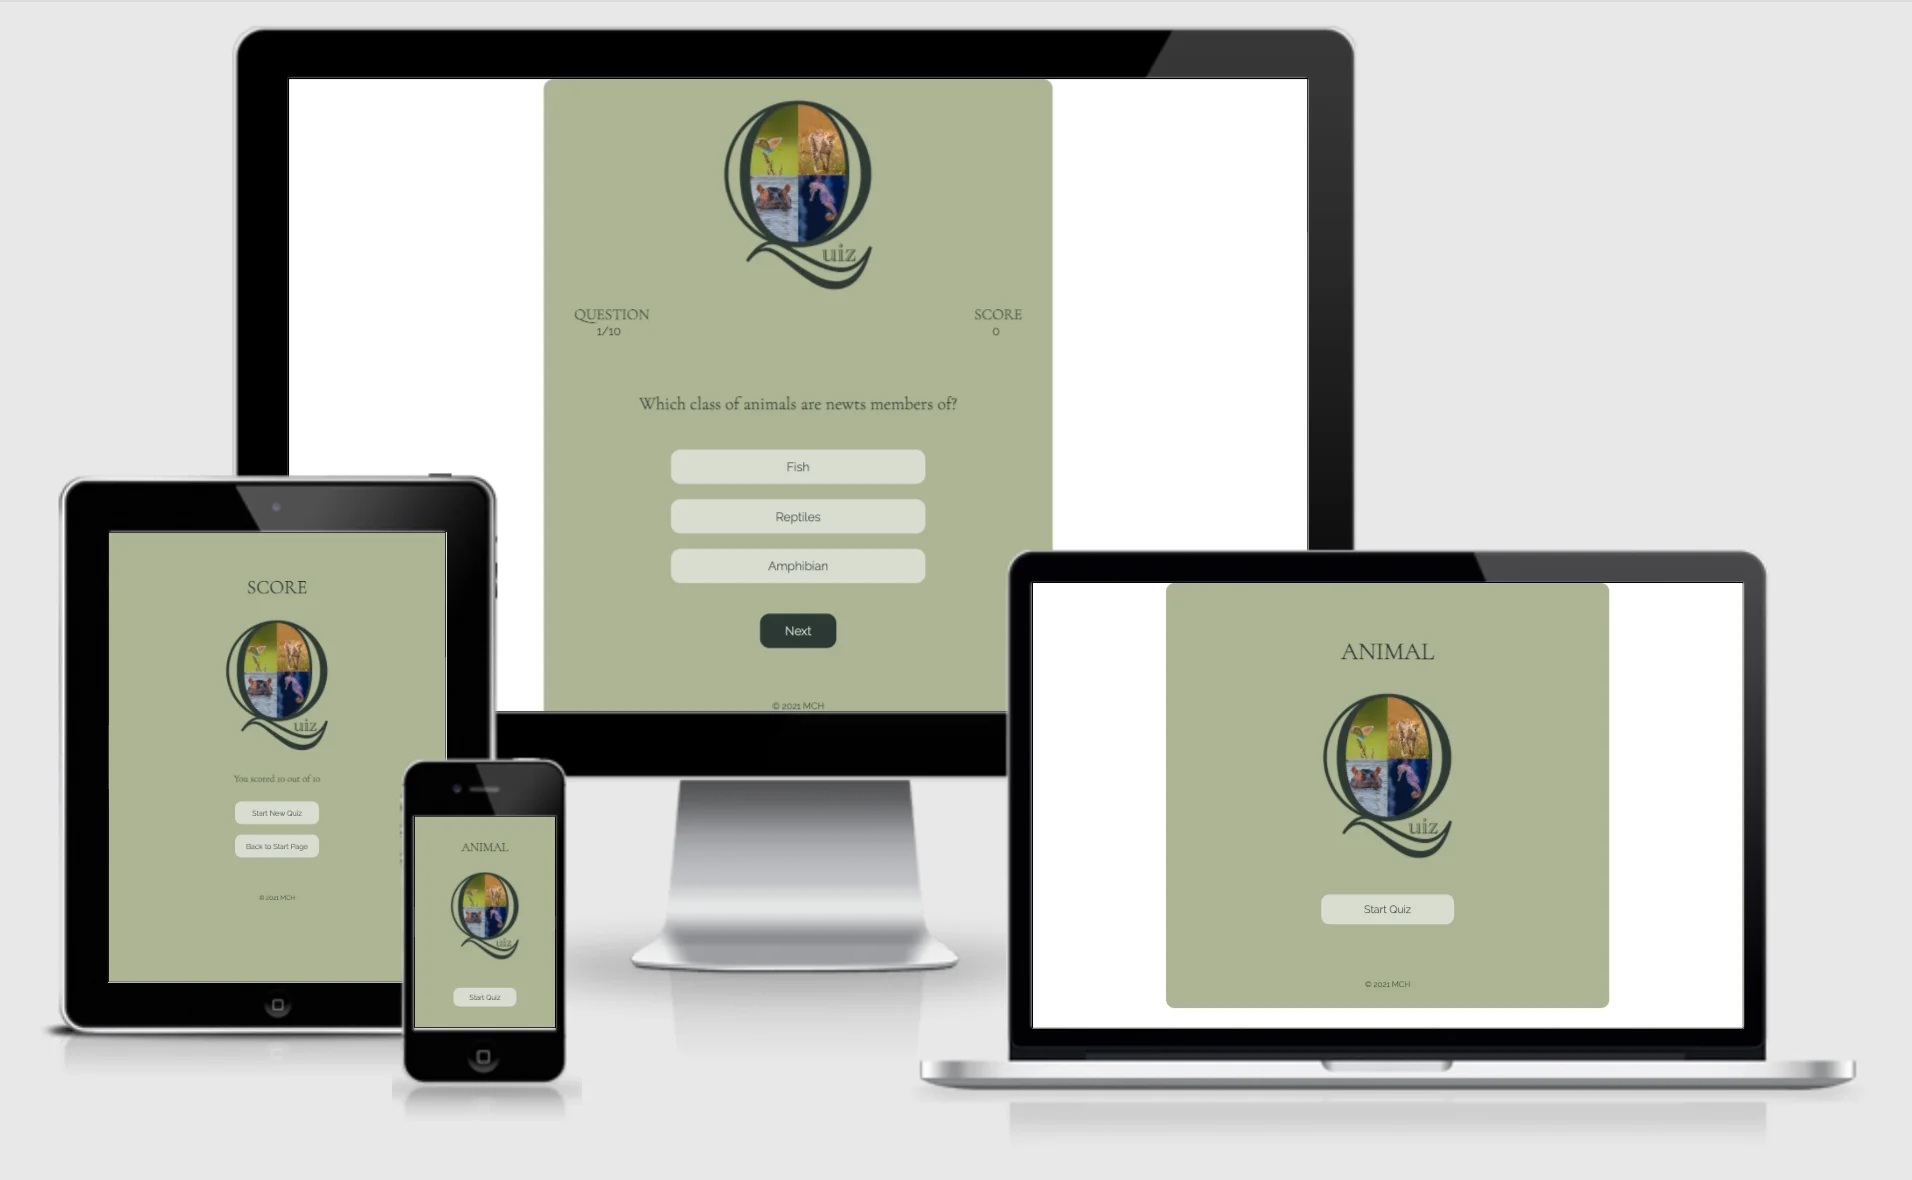 uiz
QUESTION
1/10
SCORE
0
Which class of animals are newts members of?
Fish
Reptiles
Amphibian
Next
© 2021 MCH
SCORE
uiz
You scored 10 out of 10
Start New Quiz
Back to Start Page
© 2021 MCH
ANIMAL
uiz
Start Quiz
ANIMAL
uiz
Start Quiz
© 2021 MCH